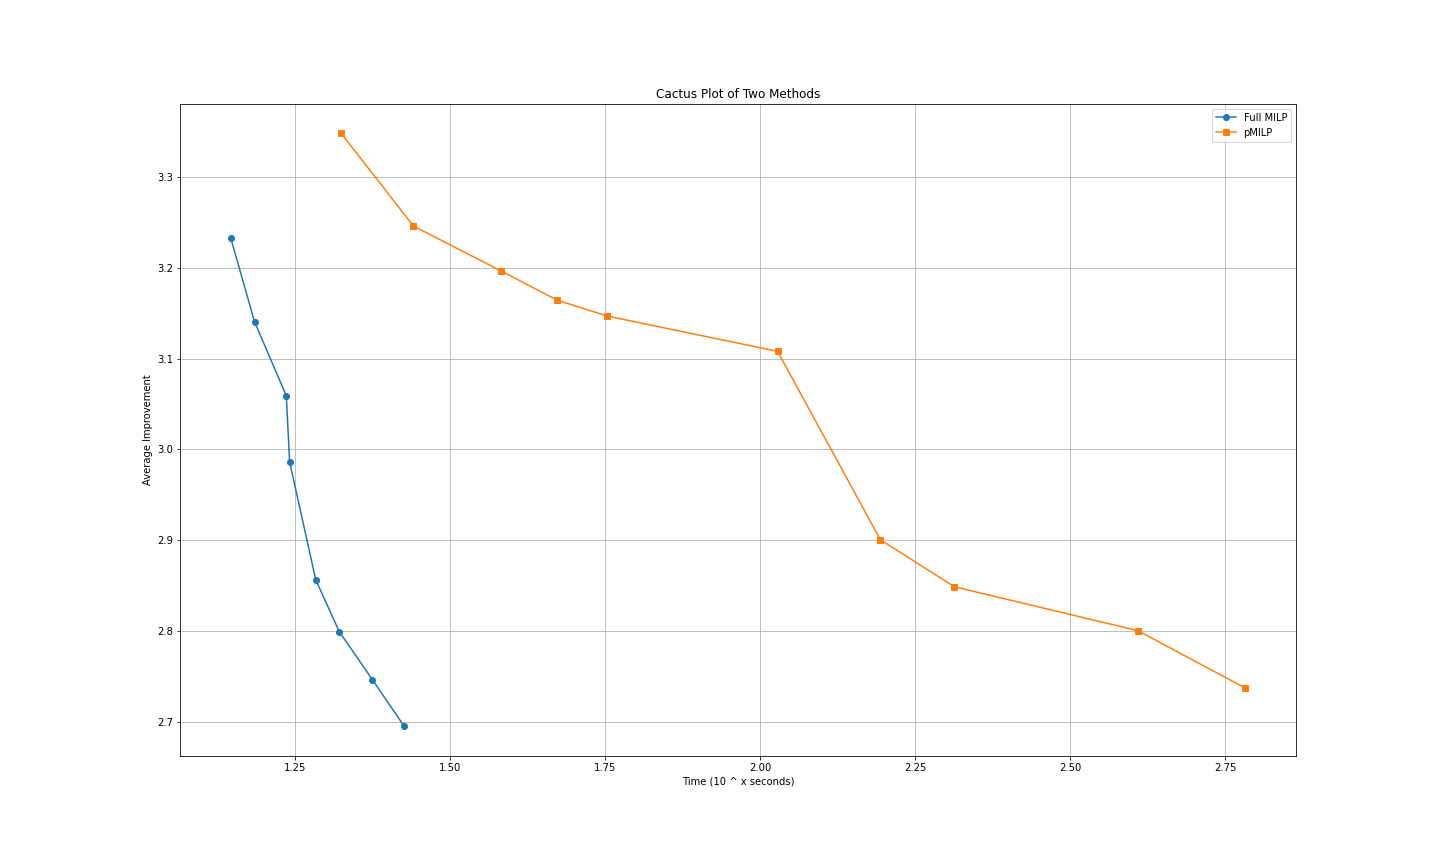 Cactus Plot of Two Methods
Full MILP
pMILP
Average Improvement
3.3
3.2
3.1
3.0
2.9
2.8
2.7
1.25 1.50 1.75 2.00 2.25 2.50 2.75
Time (10 ^ x seconds)